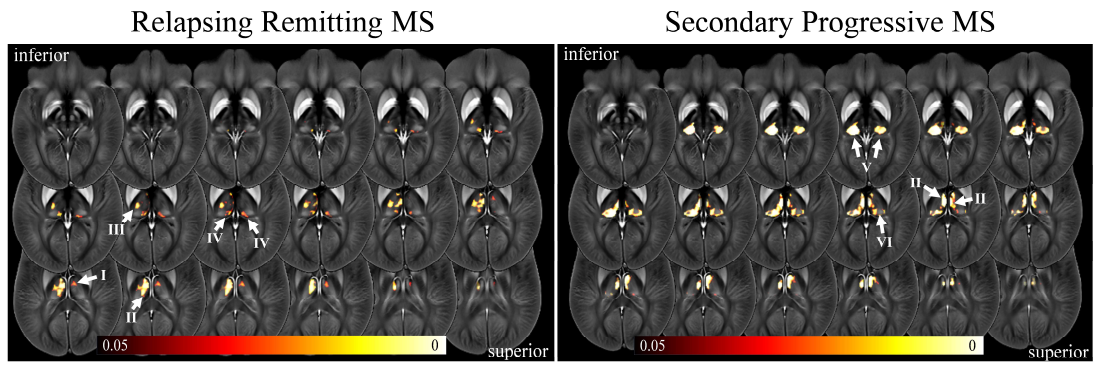 Relapsing Remitting MS
inferior
III
IV
IV
I
II
0.05
0
superior
Secondary Progressive MS
inferior
V
II
II
VI
0.05
0
superior